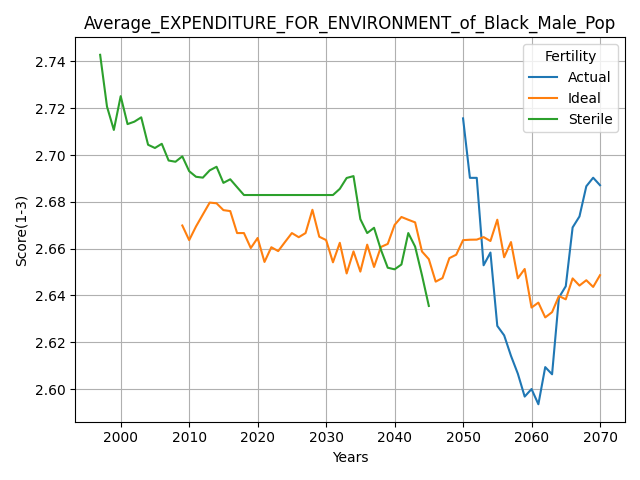 Average_EXPENDITURE_FOR_ENVIRONMENT_of_Black_Male_Pop
Fertility
Actual
Ideal
Sterile
Score(1-3)
2.74
2.72
2.70
2.68
2.66
2.64
2.62
2.60
2000 2010 2020 2030 2040 2050 2060 2070
Years